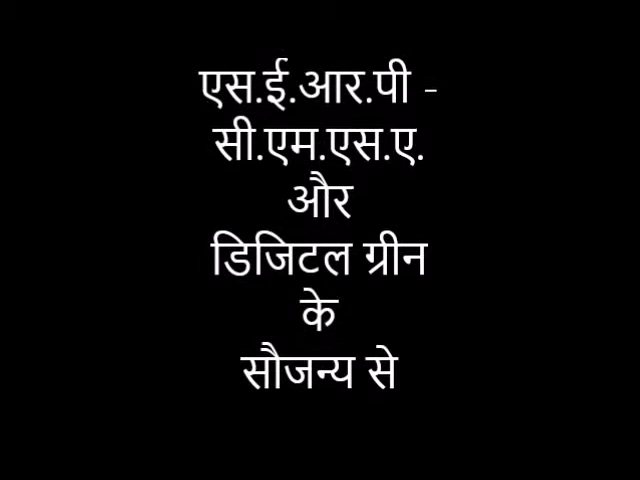 एस.ई.आर.पी -
सी.एम.एस.ए.
और
डिजिटल ग्रीन
के
सौजन्य से